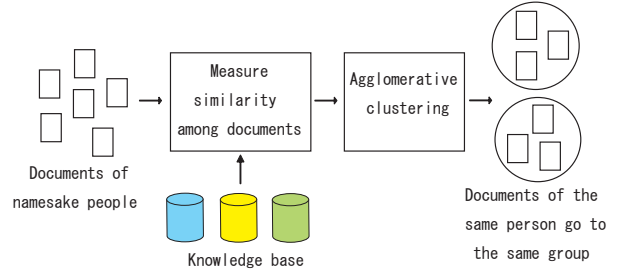 Measure
similarity
among documents
Agglomerative
clustering
Documents of
namesake people
Knowledge base
Documents of the
same person go to
the same group